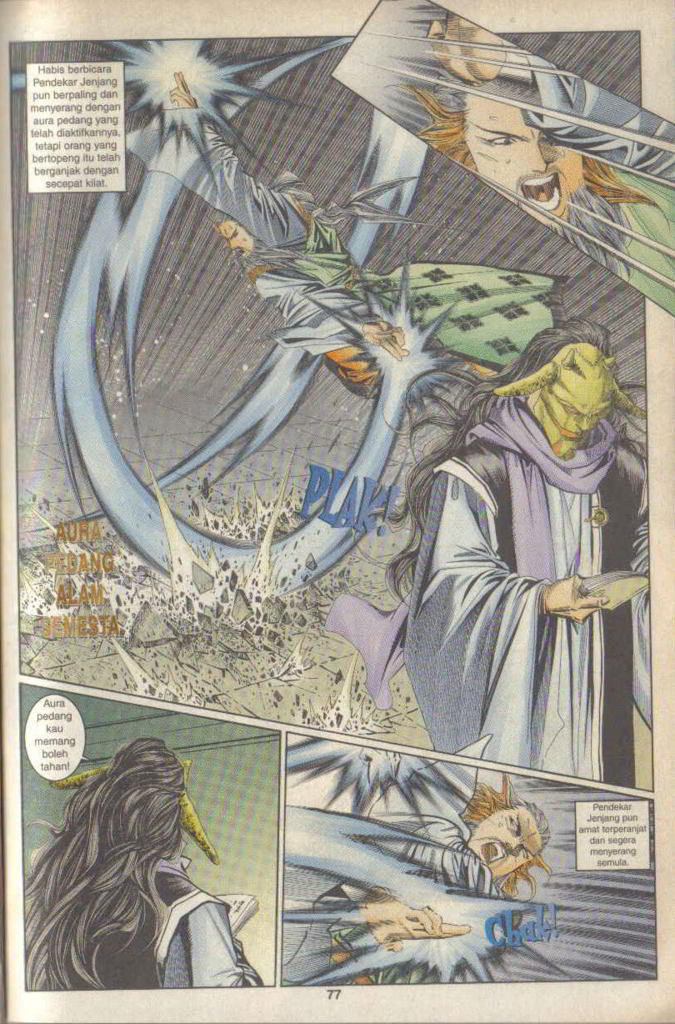 Habis berbicara
Pendekar Jenjang
pun berpaling dan
menyerang dengan
aura pedang yang
telah diaktifkannya,
tetapi orang yang
bertopeng itu telah
berganjak dengan
secepat kilat.
PLAK!
AURA
PEDANG
ALAM
SEMESTA
Aura
pedang
kau
memang
boleh
tahan!
Pendekar
Jenjang pun
amat terperanjat
dan segera
menyerang
semula.
Chak!
77